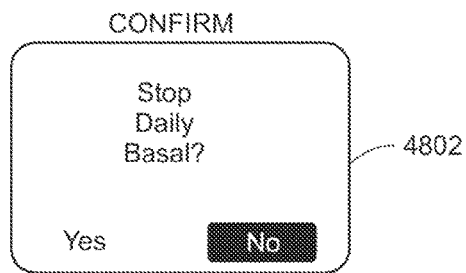 CONFIRM
Stop
Daily
Basal?
4802
Yes No